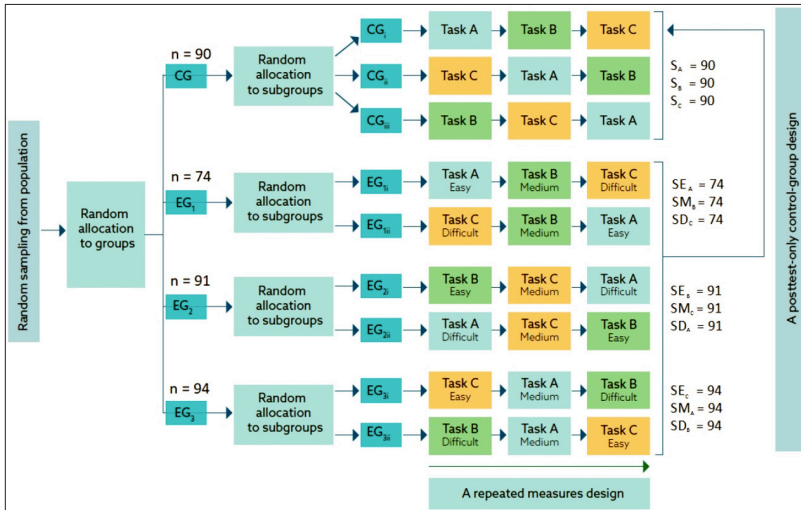 Random sampling from population
Random
allocation
to groups
n = 90
CG
Random
allocation
to subgroups
CGi
Task A
Task B
Task C
CGii
Task C
Task A
Task B
CGiii
Task B
Task C
Task A
SA = 90
SB = 90
SC = 90
n = 74
EG1
Random
allocation
to subgroups
EG1i
Task A
Easy
Task B
Medium
Task C
Difficult
EG1ii
Task C
Difficult
Task B
Medium
Task A
Easy
SEA = 74
SMB = 74
SDC = 74
n = 91
EG2
Random
allocation
to subgroups
EG2i
Task B
Easy
Task C
Medium
Task A
Difficult
EG2ii
Task A
Difficult
Task C
Medium
Task B
Easy
SEB = 91
SMC = 91
SDA = 91
n = 94
EG3
Random
allocation
to subgroups
EG3i
Task C
Easy
Task A
Medium
Task B
Difficult
EG3ii
Task B
Difficult
Task A
Medium
Task C
Easy
SEC = 94
SMA = 94
SDB = 94
A repeated measures design
A posttest-only control-group design